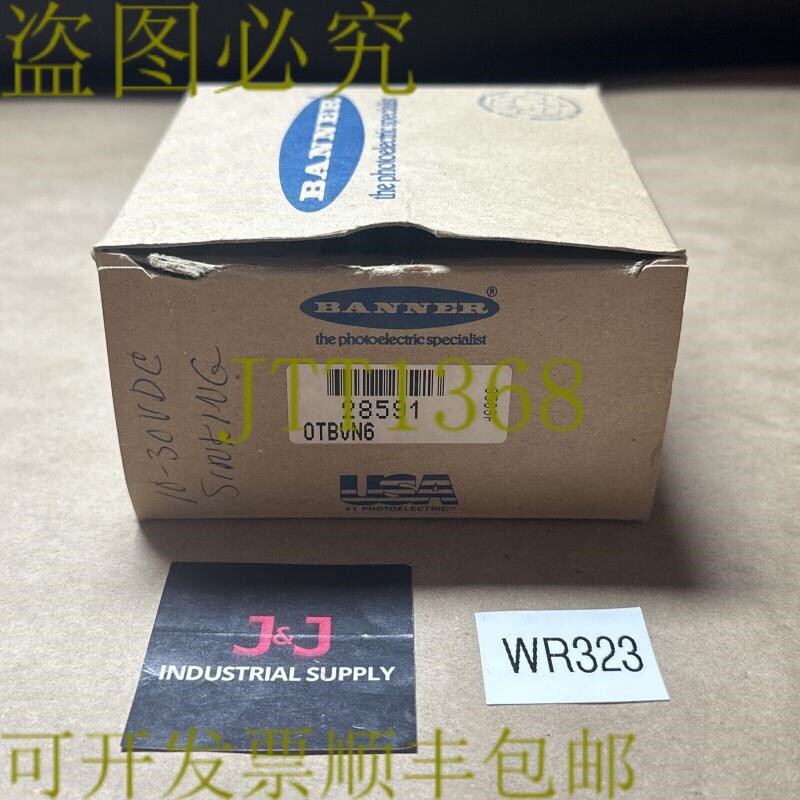 盗图必究
BANNER
the photoelectric specialist
BANNER®
the photoelectric specialist
JTT1368
28591
OTBVN6
10-30VDC
SINKING
USA
#1 PHOTOELECTRIC™
J&J
INDUSTRIAL SUPPLY
WR323
可开发票顺丰包邮